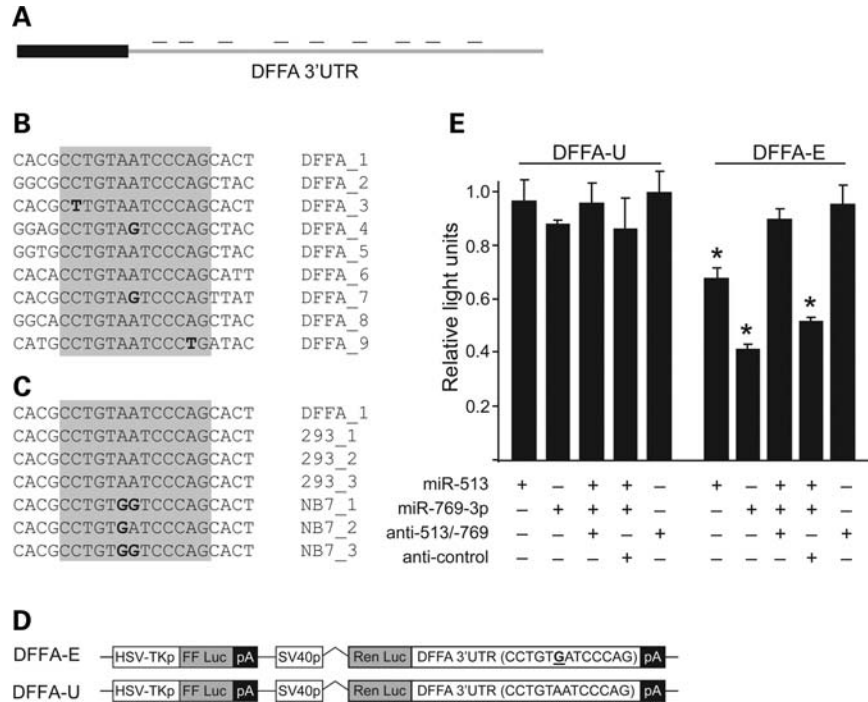 A
DFFA 3'UTR
B
CACGCCTGTAATCCCAGCACT DFFA_1
GGCGCCTGTAATCCCAGCTAC DFFA_2
CACGCTTGTAATCCCAGCACT DFFA_3
GGAGCCTGTAGTCCCAGCTAC DFFA_4
GGTGCCTGTAATCCCAGCTAC DFFA_5
CACACCTGTAATCCCAGCATT DFFA_6
CACGCCTGTAGTCCCAGTTAT DFFA_7
GGCACCTGTAATCCCAGCTAC DFFA_8
CATGCCTGTAATCCCTGATAC DFFA_9
C
CACGCCTGTAATCCCAGCACT DFFA_1
CACGCCTGTAATCCCAGCACT 293_1
CACGCCTGTAATCCCAGCACT 293_2
CACGCCTGTAATCCCAGCACT 293_3
CACGCCTGTGGTCCCAGCACT NB7_1
CACGCCTGTGATCCCAGCACT NB7_2
CACGCCTGTGGTCCCAGCACT NB7_3
E
DFFA-U DFFA-E
Relative light units
1.0
0.8
0.6
0.4
0.2
* * *
miR-513 + – + + – + – + + –
miR-769-3p – + + + – – + + + –
anti-513/-769 – – + – + – – + – +
anti-control – – – + – – – – + –
D
DFFA-E HSV-TKp FF Luc pA SV40p Ren Luc DFFA 3'UTR (CCTGTGATCCCAG) pA
DFFA-U HSV-TKp FF Luc pA SV40p Ren Luc DFFA 3'UTR (CCTGTAATCCCAG) pA